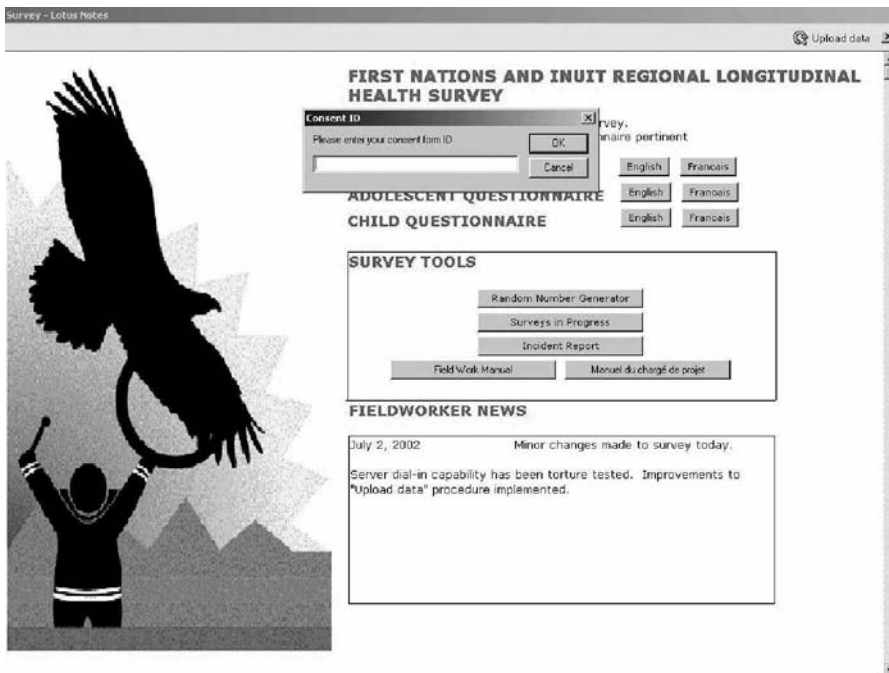 Survey - Lotus Notes
Upload data
FIRST NATIONS AND INUIT REGIONAL LONGITUDINAL
HEALTH SURVEY
Consent ID
Please enter your consent form ID
OK
Cancel
rvey.
nnaire pertinent
English Francais
ADOLESCENT QUESTIONNAIRE English Francais
CHILD QUESTIONNAIRE English Francais
SURVEY TOOLS
Random Number Generator
Surveys in Progress
Incident Report
Field Work Manual Manuel du chargé de projet
FIELDWORKER NEWS
July 2, 2002 Minor changes made to survey today.
Server dial-in capability has been torture tested. Improvements to
"Upload data" procedure implemented.